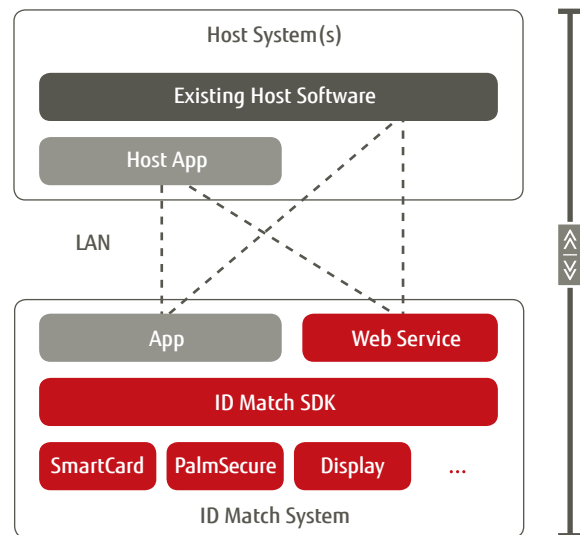 Host System(s)
Existing Host Software
Host App
LAN
App
Web Service
ID Match SDK
SmartCard
PalmSecure
Display
...
ID Match System